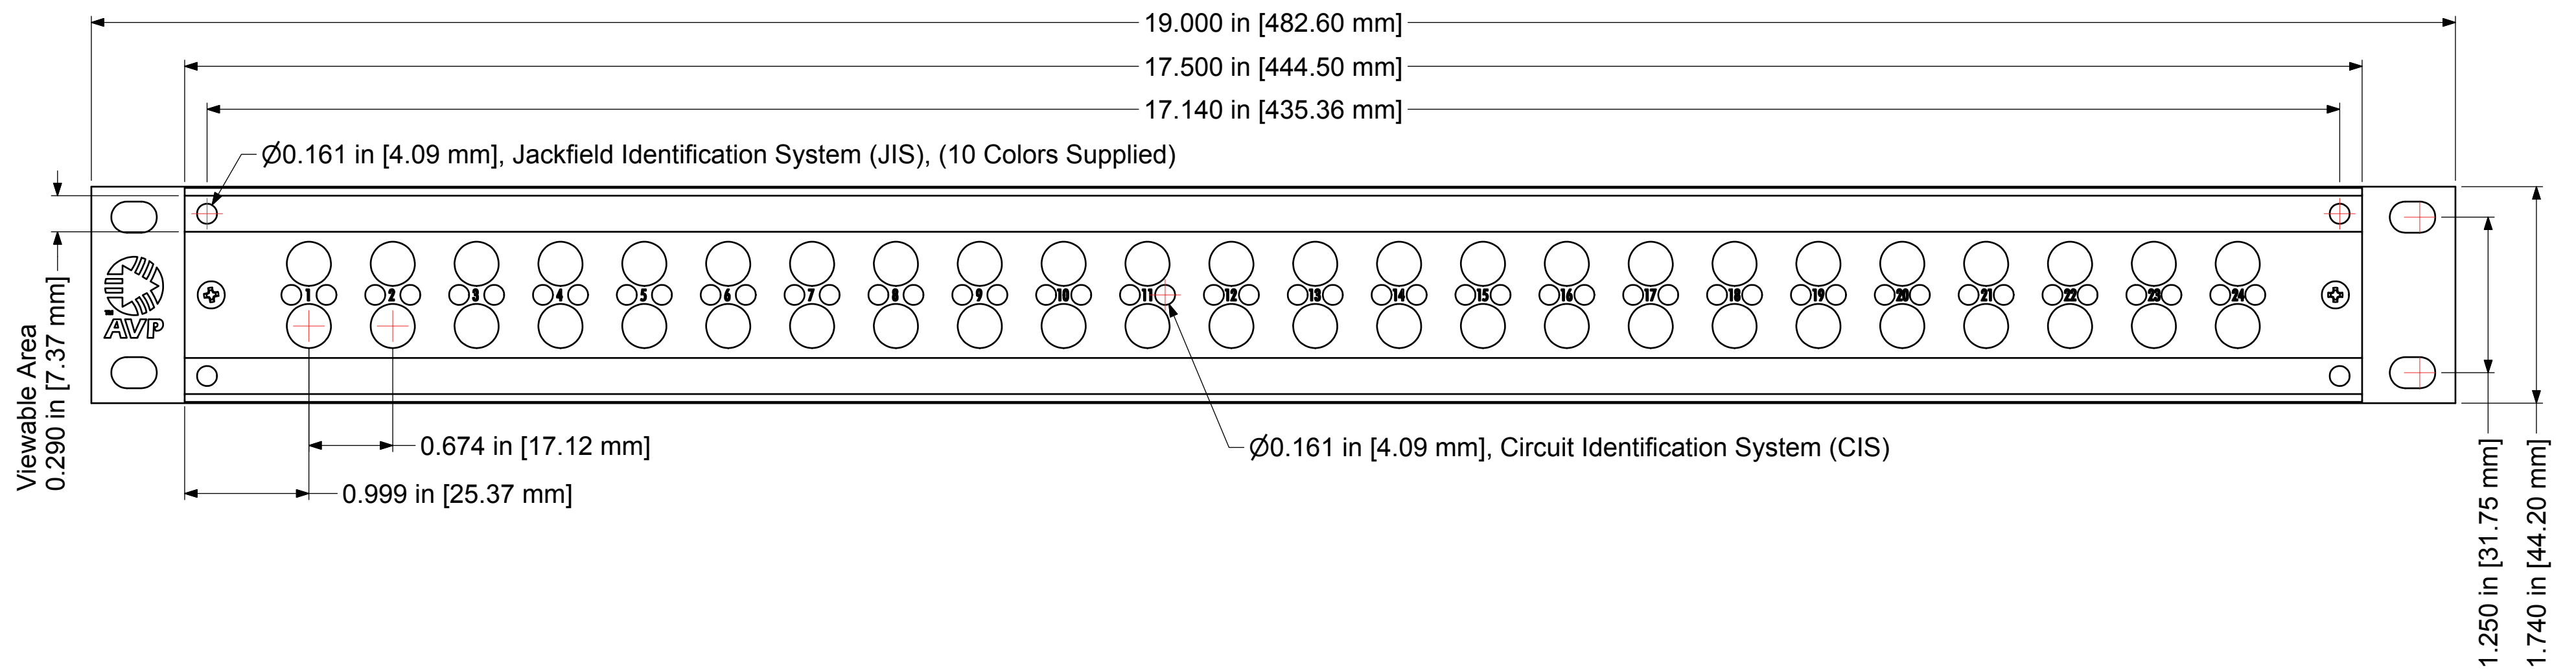 19.000 in [482.60 mm]
17.500 in [444.50 mm]
17.140 in [435.36 mm]
Ø0.161 in [4.09 mm], Jackfield Identification System (JIS), (10 Colors Supplied)
1 2 3 4 5 6 7 8 9 10 11 12 13 14 15 16 17 18 19 20 21 22 23 24
™
AVP
Viewable Area
0.290 in [7.37 mm]
0.674 in [17.12 mm]
0.999 in [25.37 mm]
Ø0.161 in [4.09 mm], Circuit Identification System (CIS)
1.250 in [31.75 mm]
1.740 in [44.20 mm]